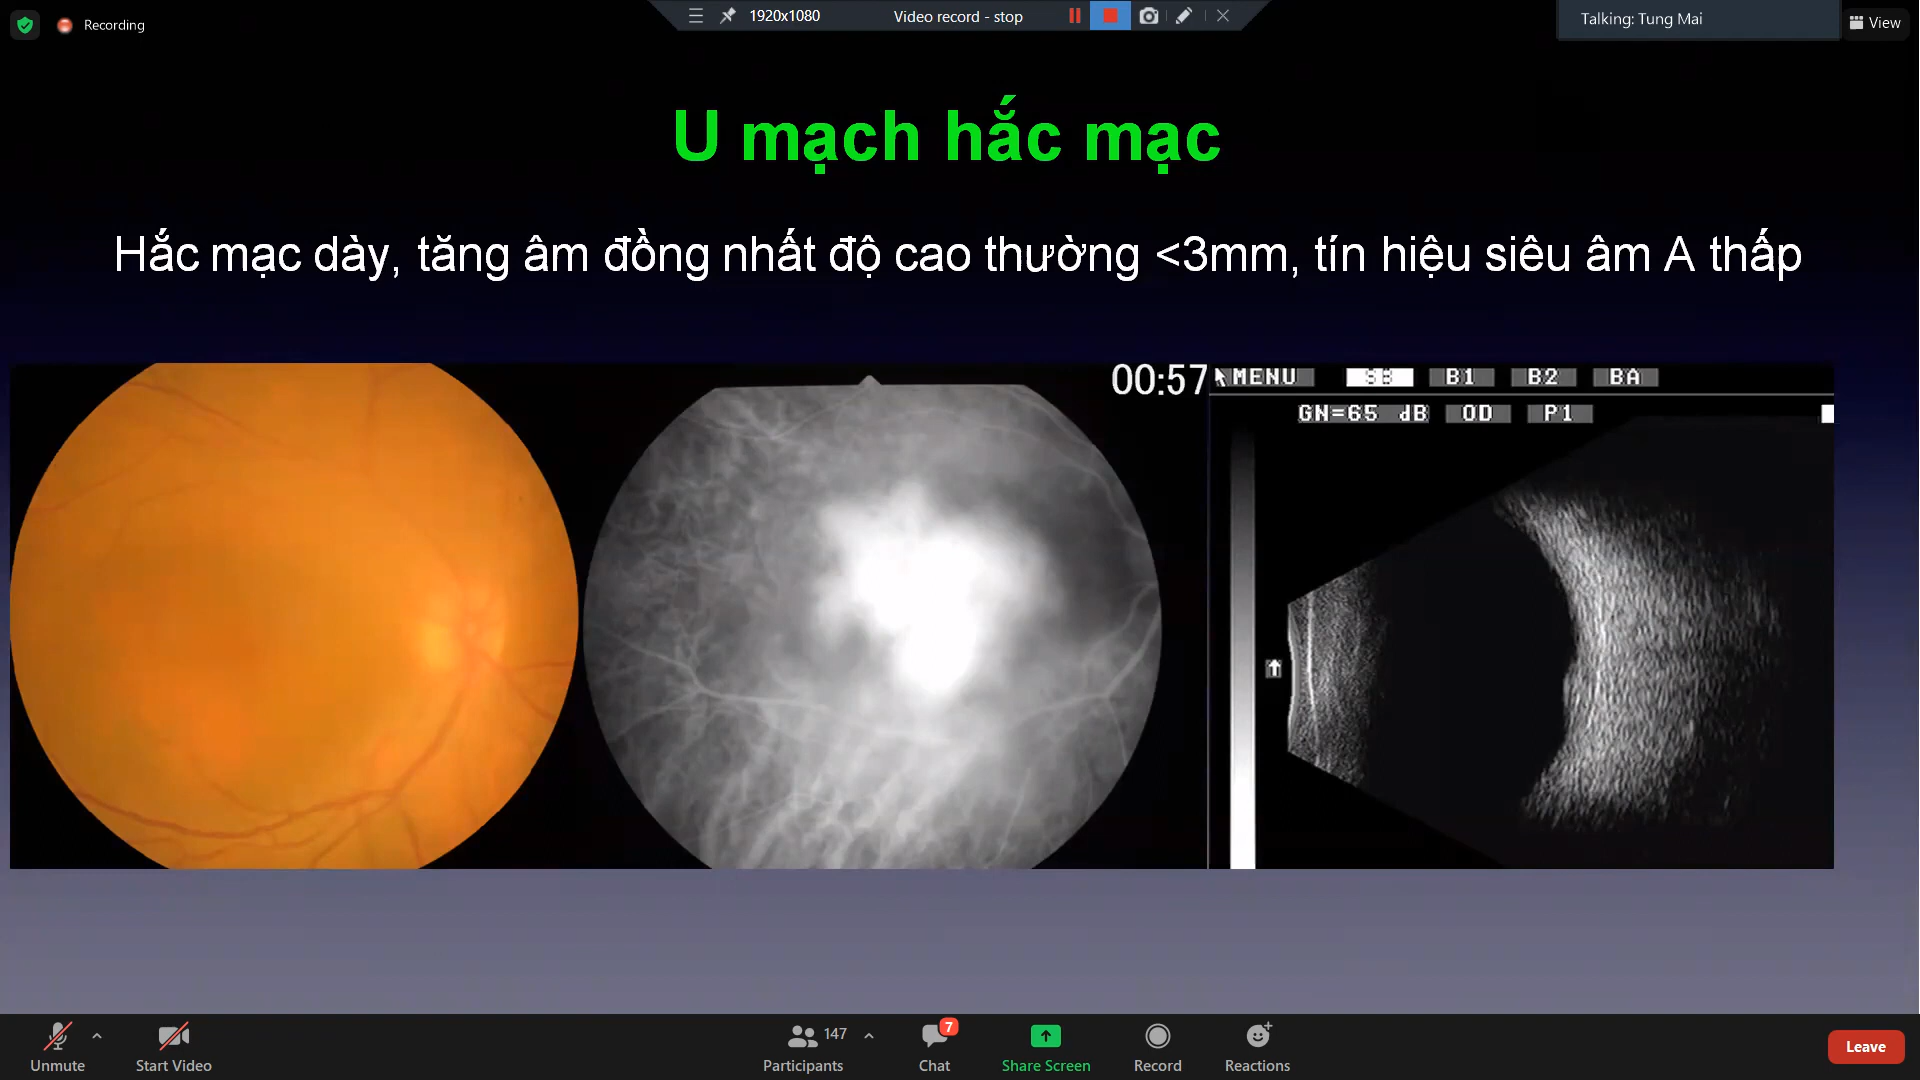 Recording
1920x1080
Video record - stop
Talking: Tung Mai
View
U mạch hắc mạc
Hắc mạc dày, tăng âm đồng nhất độ cao thường <3mm, tín hiệu siêu âm A thấp
00:57
MENU B1 B2 BA
GN=65 dB OD P1
Unmute
Start Video
147
Participants
7
Chat
Share Screen
Record
Reactions
Leave